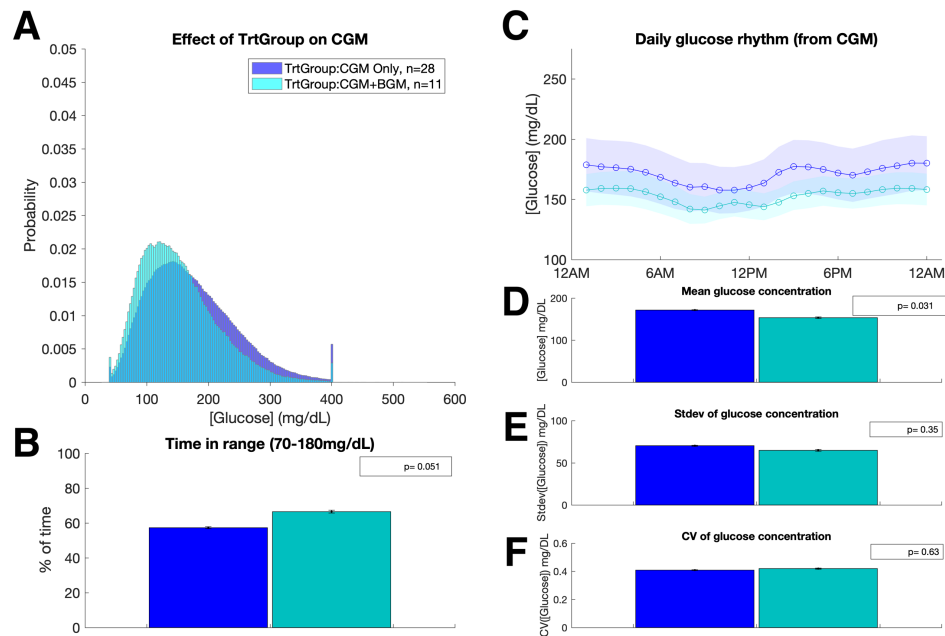 A
Effect of TrtGroup on CGM
0.05
0.045
0.04
0.035
0.03
0.025
0.02
0.015
0.01
0.005
0
Probability
TrtGroup:CGM Only, n=28
TrtGroup:CGM+BGM, n=11
0 100 200 300 400 500 600
[Glucose] (mg/dL)
B
Time in range (70-180mg/dL)
100
80
60
40
20
0
% of time
p= 0.051
C
Daily glucose rhythm (from CGM)
250
200
150
100
[Glucose] (mg/dL)
12AM 6AM 12PM 6PM 12AM
D
Mean glucose concentration
200
100
0
[Glucose] mg/DL
p= 0.031
E
Stdev of glucose concentration
100
50
0
Stdev([Glucose]) mg/DL
p= 0.35
F
CV of glucose concentration
0.6
0.4
0.2
0
CV([Glucose]) mg/DL
p= 0.63